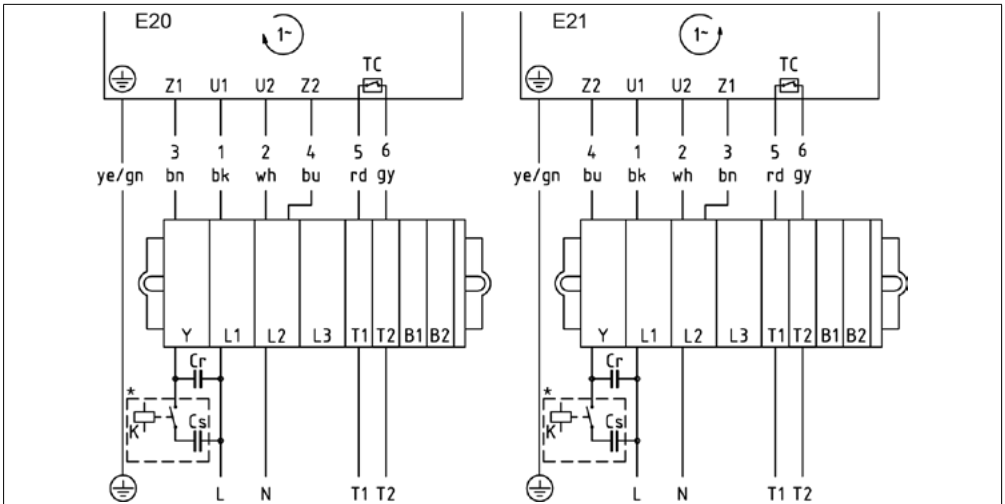 E20
1~
TC
Z1 U1 U2 Z2
3 1 2 4 5 6
ye/gn bn bk wh bu rd gy
Y L1 L2 L3 T1 T2 B1 B2
Cr
*
K Cs
L N T1 T2
E21
1~
TC
Z2 U1 U2 Z1
4 1 2 3 5 6
ye/gn bu bk wh bn rd gy
Y L1 L2 L3 T1 T2 B1 B2
Cr
*
K Cs
L N T1 T2